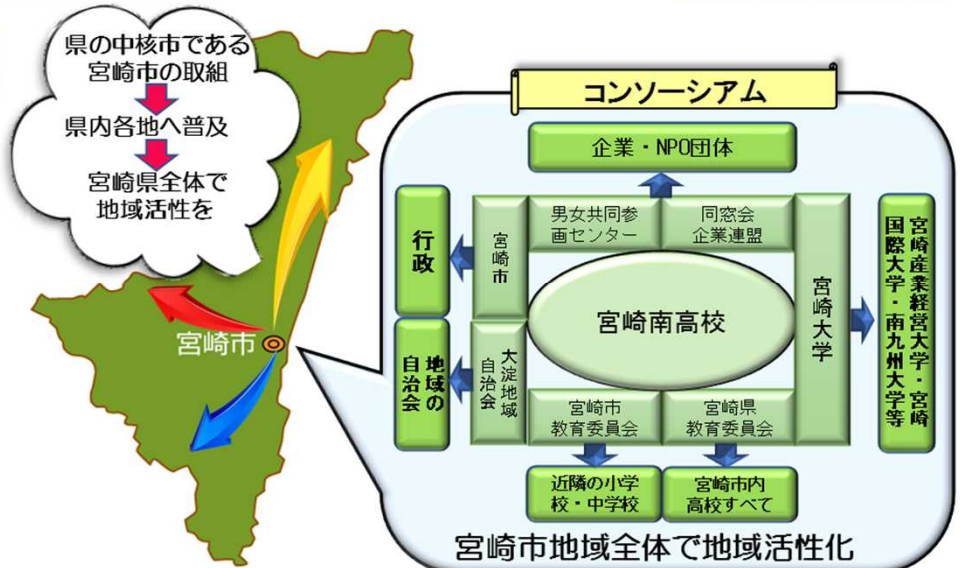 県の中核市である
宮崎市の取組
県内各地へ普及
宮崎県全体で
地域活性を
宮崎市
コンソーシアム
企業・NPO団体
男女共同参
画センター
同窓会
企業連盟
行政
宮崎市
宮崎南高校
宮崎大学
宮崎産業経営大学・宮崎
国際大学・南九州大学等
地域の
自治会
大淀地域
自治会
宮崎市
教育委員会
宮崎県
教育委員会
近隣の小学
校・中学校
宮崎市内
高校すべて
宮崎市地域全体で地域活性化